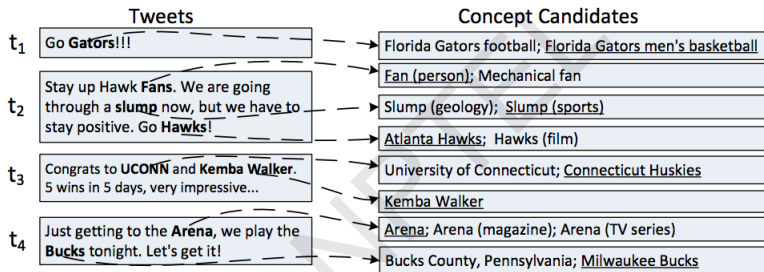 Tweets
Concept Candidates
t1
Go Gators!!!
Florida Gators football; Florida Gators men's basketball
t2
Stay up Hawk Fans. We are going
through a slump now, but we have to
stay positive. Go Hawks!
Fan (person); Mechanical fan
Slump (geology); Slump (sports)
Atlanta Hawks; Hawks (film)
t3
Congrats to UCONN and Kemba Walker.
5 wins in 5 days, very impressive...
University of Connecticut; Connecticut Huskies
Kemba Walker
t4
Just getting to the Arena, we play the
Bucks tonight. Let's get it!
Arena; Arena (magazine); Arena (TV series)
Bucks County, Pennsylvania; Milwaukee Bucks
NPTEL